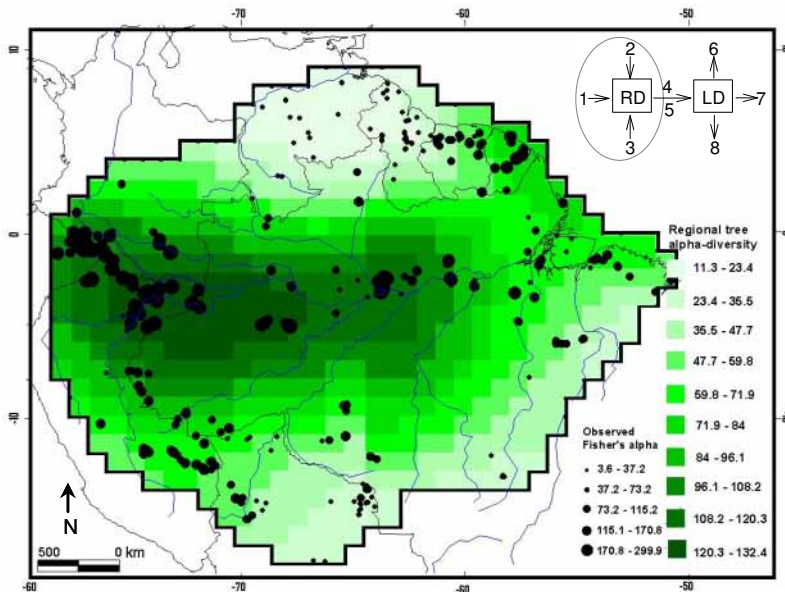 -70
-60
-50
10
0
-10
2
6
1
RD
4
LD
7
5
3
8
Regional tree
alpha-diversity
11.3 - 23.4
23.4 - 35.5
35.5 - 47.7
47.7 - 59.8
59.8 - 71.9
71.9 - 84
84 - 96.1
96.1 - 108.2
108.2 - 120.3
120.3 - 132.4
Observed
Fisher's alpha
3.6 - 37.2
37.2 - 73.2
73.2 - 115.2
115.1 - 170.8
170.8 - 299.9
N
500 0 km
-70
-60
-50